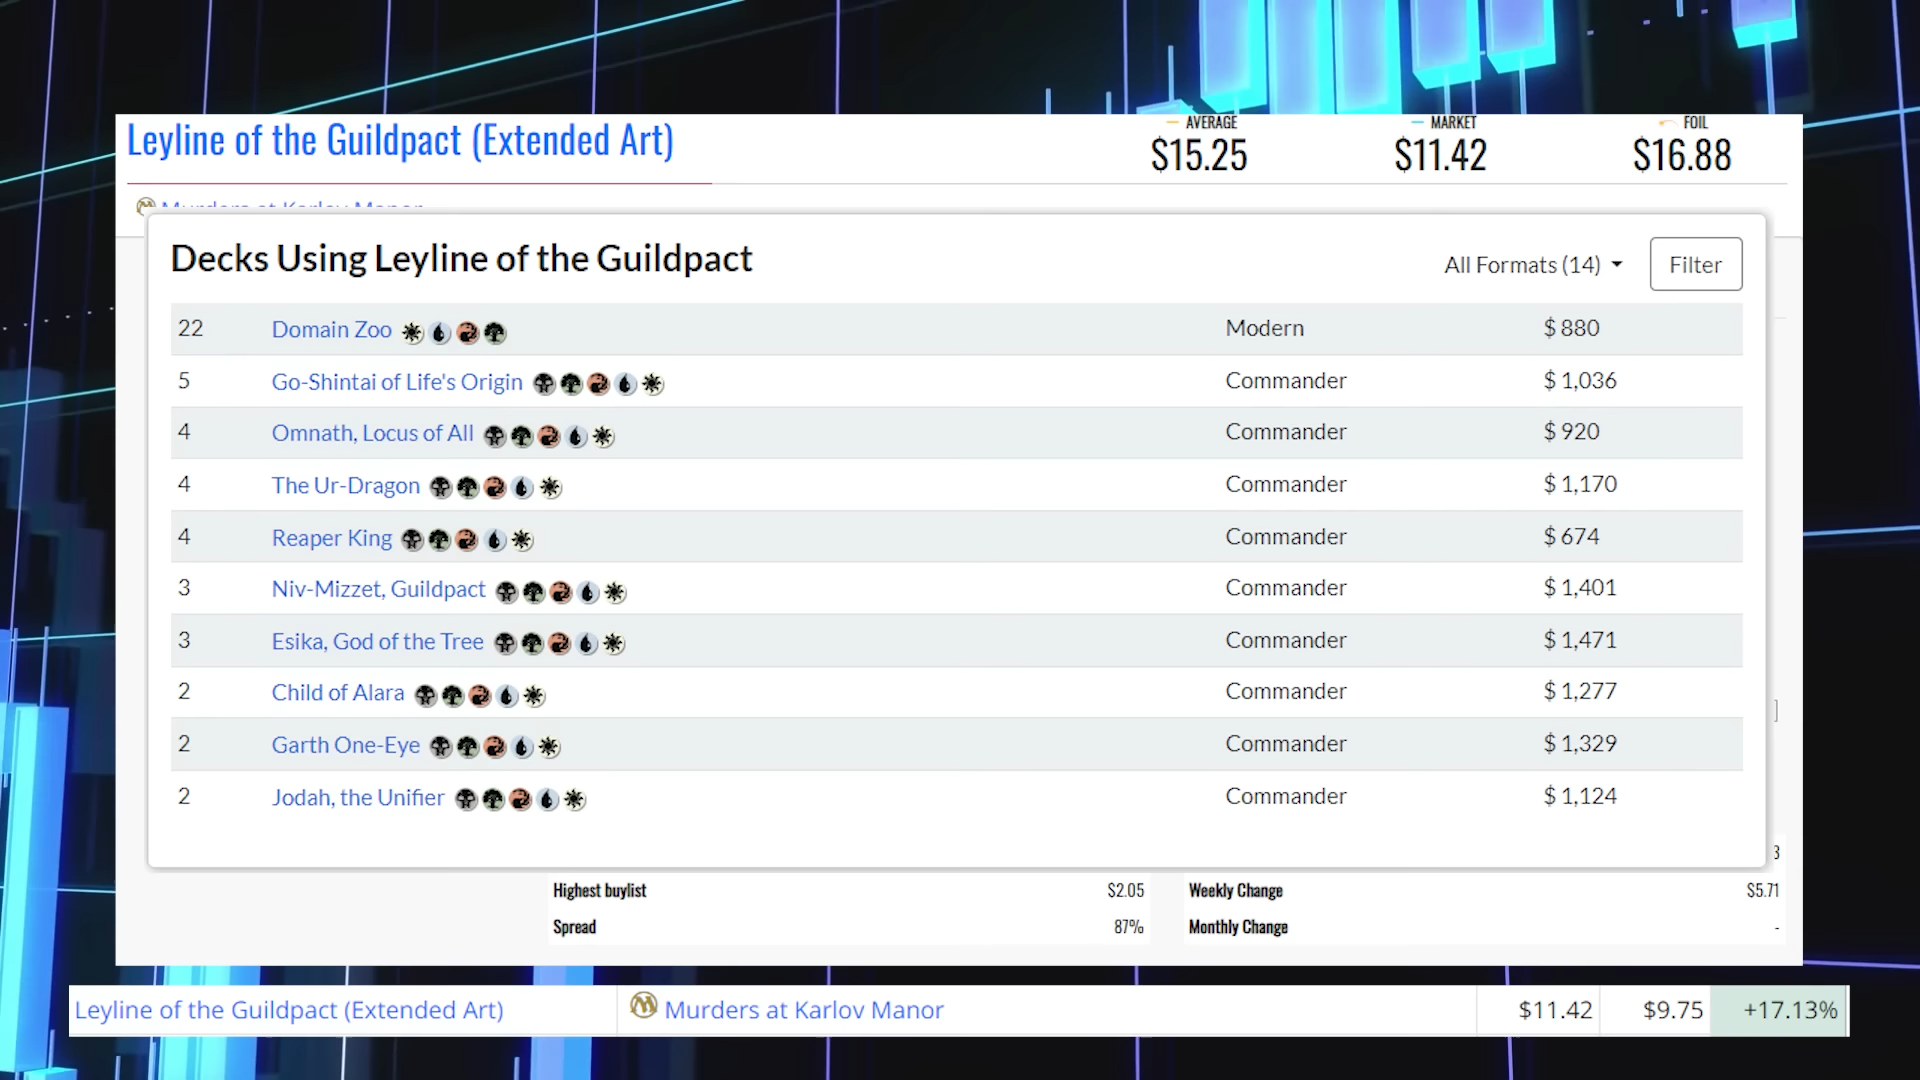 Leyline of the Guildpact (Extended Art)
AVERAGE
$15.25
MARKET
$11.42
FOIL
$16.88
Murders at Karlov Manor
Decks Using Leyline of the Guildpact
All Formats (14)
Filter
22 Domain Zoo Modern $ 880
5 Go-Shintai of Life's Origin Commander $ 1,036
4 Omnath, Locus of All Commander $ 920
4 The Ur-Dragon Commander $ 1,170
4 Reaper King Commander $ 674
3 Niv-Mizzet, Guildpact Commander $ 1,401
3 Esika, God of the Tree Commander $ 1,471
2 Child of Alara Commander $ 1,277
2 Garth One-Eye Commander $ 1,329
2 Jodah, the Unifier Commander $ 1,124
Highest buylist $2.05 Weekly Change $5.71
Spread 87% Monthly Change -
Leyline of the Guildpact (Extended Art) Murders at Karlov Manor $11.42 $9.75 +17.13%